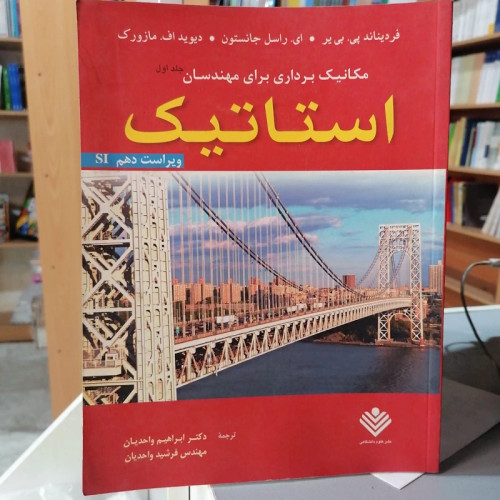 فردیناند پی. بی یر • ای. راسل جانستون • دیوید اف. مازورک
مکانیک برداری برای مهندسان جلد اول
استاتیک
ویراست دهم SI
ترجمهٔ دکتر ابراهیم واحدیان
مهندس فرشید واحدیان